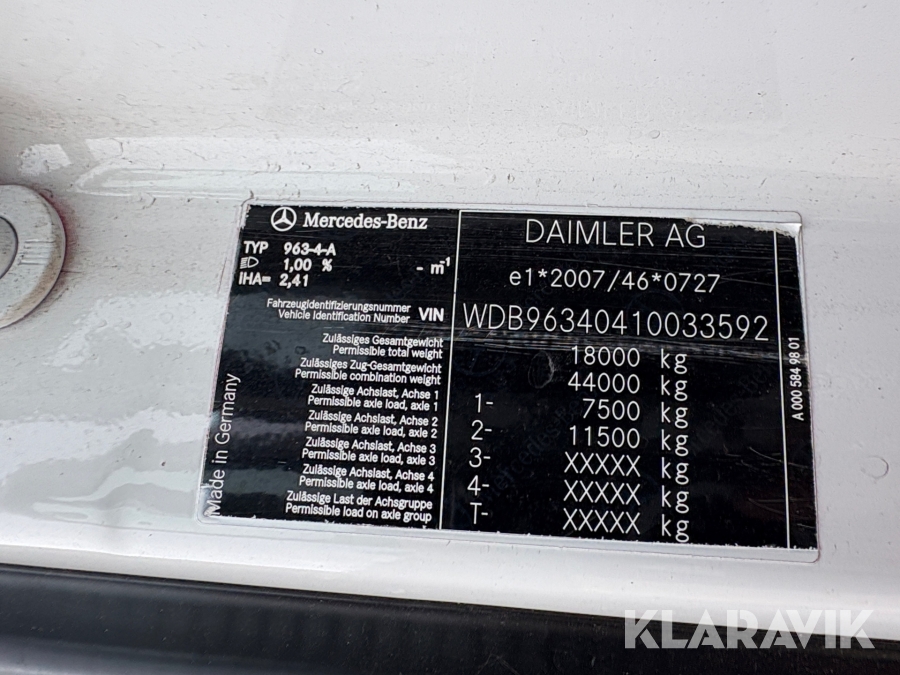 Mercedes-Benz
TYP 963-4-A
1,00 % - m⁻¹
IHA= 2,41
DAIMLER AG
e1*2007/46*0727
Fahrzeugidentifizierungsnummer
Vehicle Identification Number VIN WDB96340410033592
Zulässiges Gesamtgewicht
Permissible total weight 18000 kg
Zulässiges Zug-Gesamtgewicht
Permissible combination weight 44000 kg
Zulässige Achslast, Achse 1
Permissible axle load, axle 1 1- 7500 kg
Zulässige Achslast, Achse 2
Permissible axle load, axle 2 2- 11500 kg
Zulässige Achslast, Achse 3
Permissible axle load, axle 3 3- XXXXX kg
Zulässige Achslast, Achse 4
Permissible axle load, axle 4 4- XXXXX kg
Zulässige Last der Achsgruppe
Permissible load on axle group T- XXXXX kg
Made in Germany
A 000 584 98 01
KLARAVIK